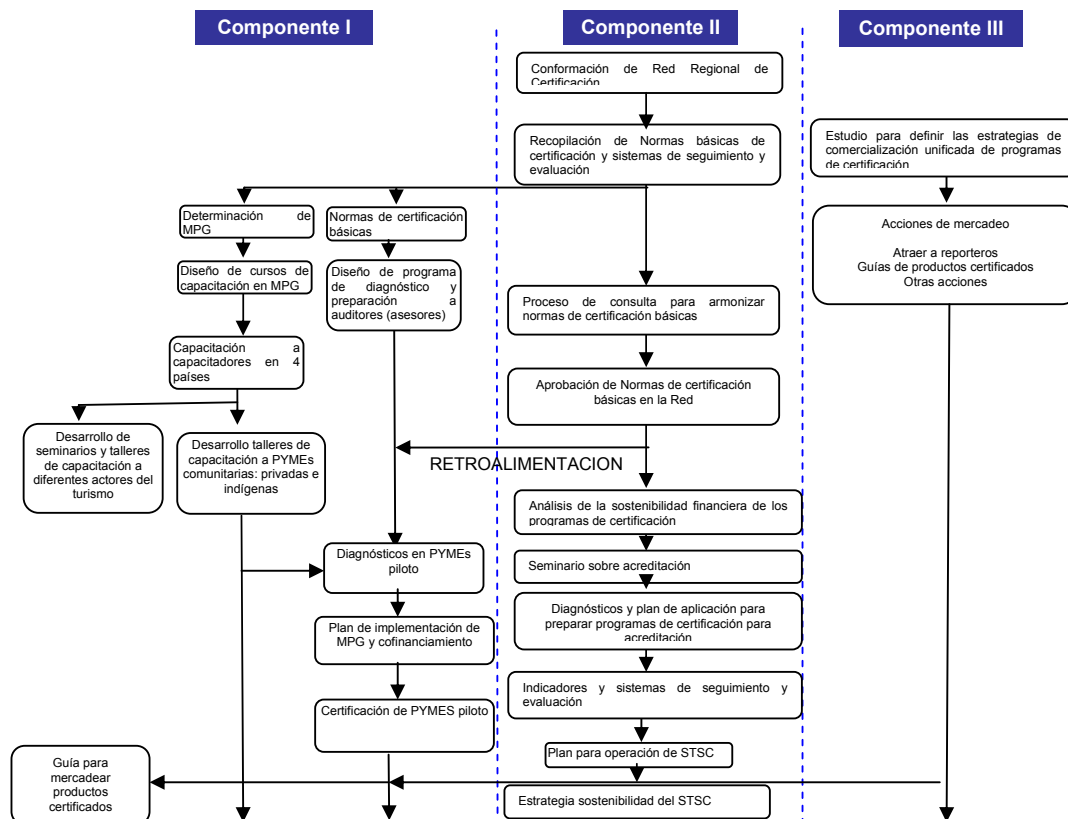 Componente I
Componente II
Componente III
Conformación de Red Regional de
Certificación
Recopilación de Normas básicas de
certificación y sistemas de seguimiento y
evaluación
Estudio para definir las estrategias de
comercialización unificada de programas
de certificación
Determinación de
MPG
Normas de certificación
básicas
Acciones de mercadeo
Atraer a reporteros
Guías de productos certificados
Otras acciones
Diseño de cursos de
capacitación en MPG
Diseño de programa
de diagnóstico y
preparación a
auditores (asesores)
Proceso de consulta para armonizar
normas de certificación básicas
Capacitación a
capacitadores en 4
países
Aprobación de Normas de certificación
básicas en la Red
Desarrollo de
seminarios y talleres
de capacitación a
diferentes actores del
turismo
Desarrollo talleres de
capacitación a PYMEs
comunitarias: privadas e
indígenas
RETROALIMENTACION
Análisis de la sostenibilidad financiera de los
programas de certificación
Diagnósticos en PYMEs
piloto
Seminario sobre acreditación
Diagnósticos y plan de aplicación para
preparar programas de certificación para
acreditación
Plan de implementación de
MPG y cofinanciamiento
Indicadores y sistemas de seguimiento y
evaluación
Certificación de PYMES piloto
Plan para operación de STSC
Guía para
mercadear
productos
certificados
Estrategia sostenibilidad del STSC